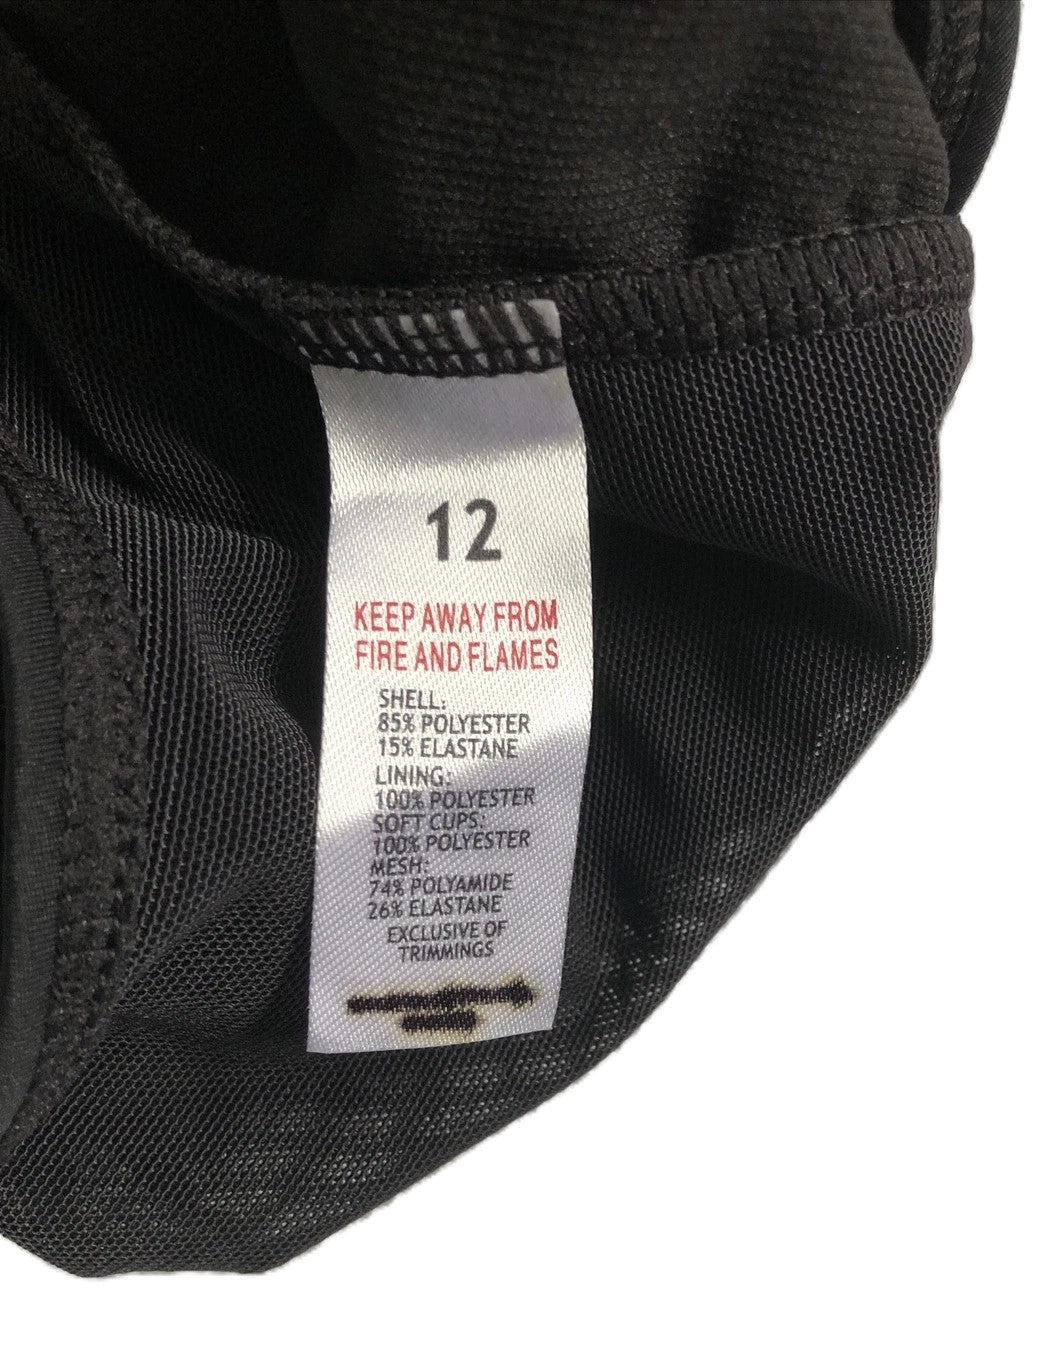 12
KEEP AWAY FROM
FIRE AND FLAMES
SHELL:
85% POLYESTER
15% ELASTANE
LINING:
100% POLYESTER
SOFT CUPS:
100% POLYESTER
MESH:
74% POLYAMIDE
26% ELASTANE
EXCLUSIVE OF
TRIMMINGS